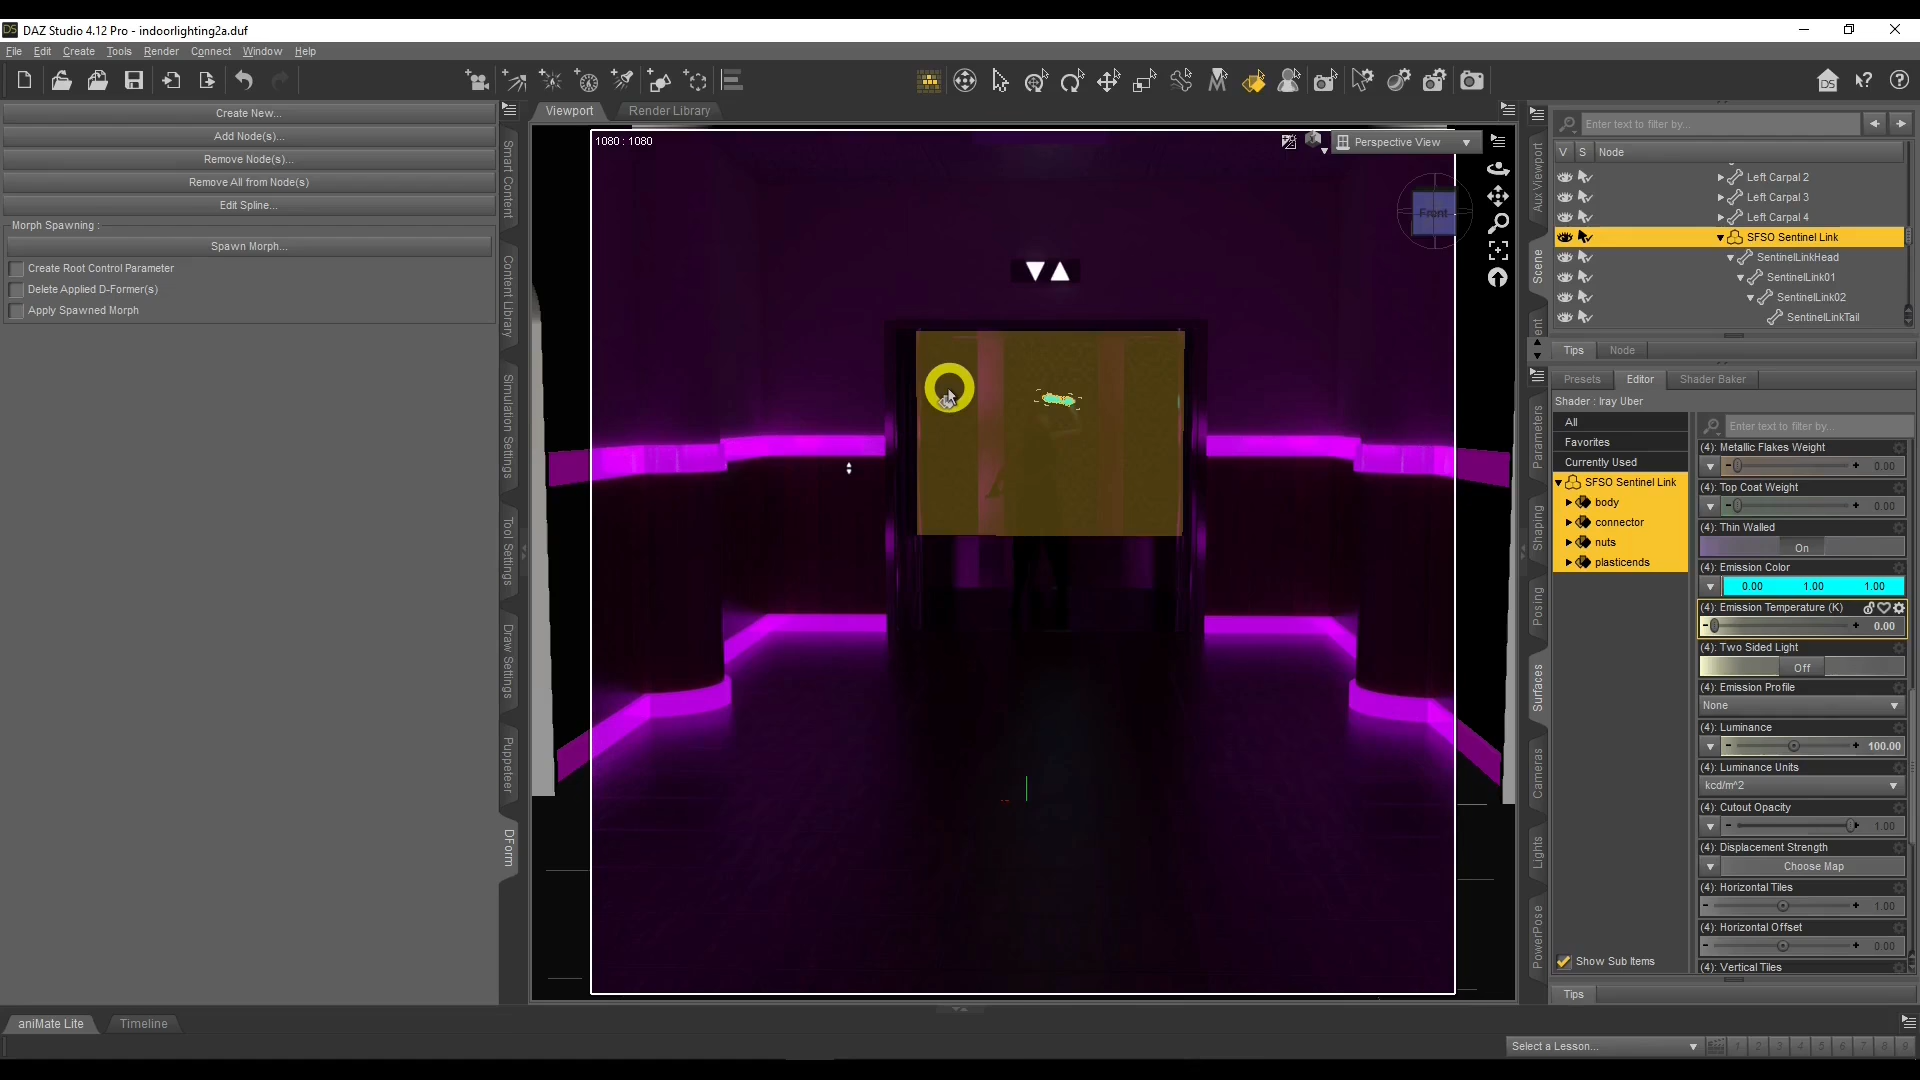 DAZ Studio 4.12 Pro - indoorlighting2a.duf
File Edit Create Tools Render Connect Window Help
Create New...
Add Node(s)...
Remove Node(s)...
Remove All from Node(s)
Edit Spline...
Morph Spawning :
Spawn Morph...
Create Root Control Parameter
Delete Applied D-Former(s)
Apply Spawned Morph
Smart Content
Content Library
Simulation Settings
Tool Settings
Draw Settings
Puppeteer
DForm
Viewport Render Library
1080 : 1080
Perspective View
Front
Aux Viewport
Scene
Enter text to filter by...
V S Node
Left Carpal 2
Left Carpal 3
Left Carpal 4
SFSO Sentinel Link
SentinelLinkHead
SentinelLink01
SentinelLink02
SentinelLinkTail
Tips Node
Parameters
Shaping
Posing
Surfaces
Cameras
Lights
PowerPose
Presets Editor Shader Baker
Shader : Iray Uber
All
Favorites
Currently Used
SFSO Sentinel Link
body
connector
nuts
plasticends
Show Sub Items
Enter text to filter by...
(4): Metallic Flakes Weight
0.00
(4): Top Coat Weight
0.00
(4): Thin Walled
On
(4): Emission Color
0.00 1.00 1.00
(4): Emission Temperature (K)
0.00
(4): Two Sided Light
Off
(4): Emission Profile
None
(4): Luminance
100.00
(4): Luminance Units
kcd/m^2
(4): Cutout Opacity
1.00
(4): Displacement Strength
Choose Map
(4): Horizontal Tiles
1.00
(4): Horizontal Offset
0.00
(4): Vertical Tiles
Tips
aniMate Lite Timeline
Select a Lesson...
1 2 3 4 5 6 7 8 9